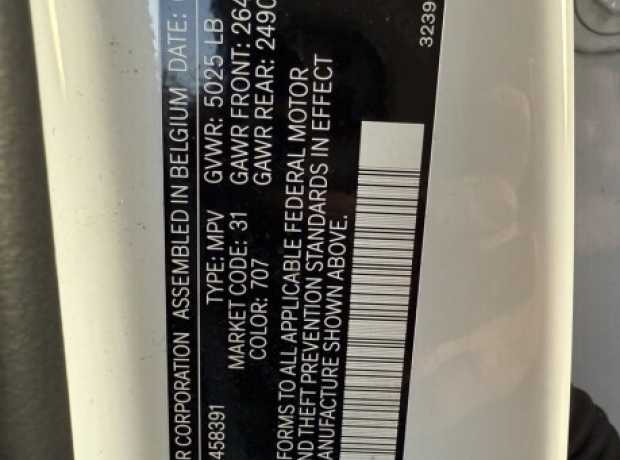 R CORPORATION ASSEMBLED IN BELGIUM DATE:
458391 TYPE: MPV GVWR: 5025 LB
MARKET CODE: 31 GAWR FRONT: 264
COLOR: 707 GAWR REAR: 2490
FORMS TO ALL APPLICABLE FEDERAL MOTOR
ND THEFT PREVENTION STANDARDS IN EFFECT
ANUFACTURE SHOWN ABOVE.
3239